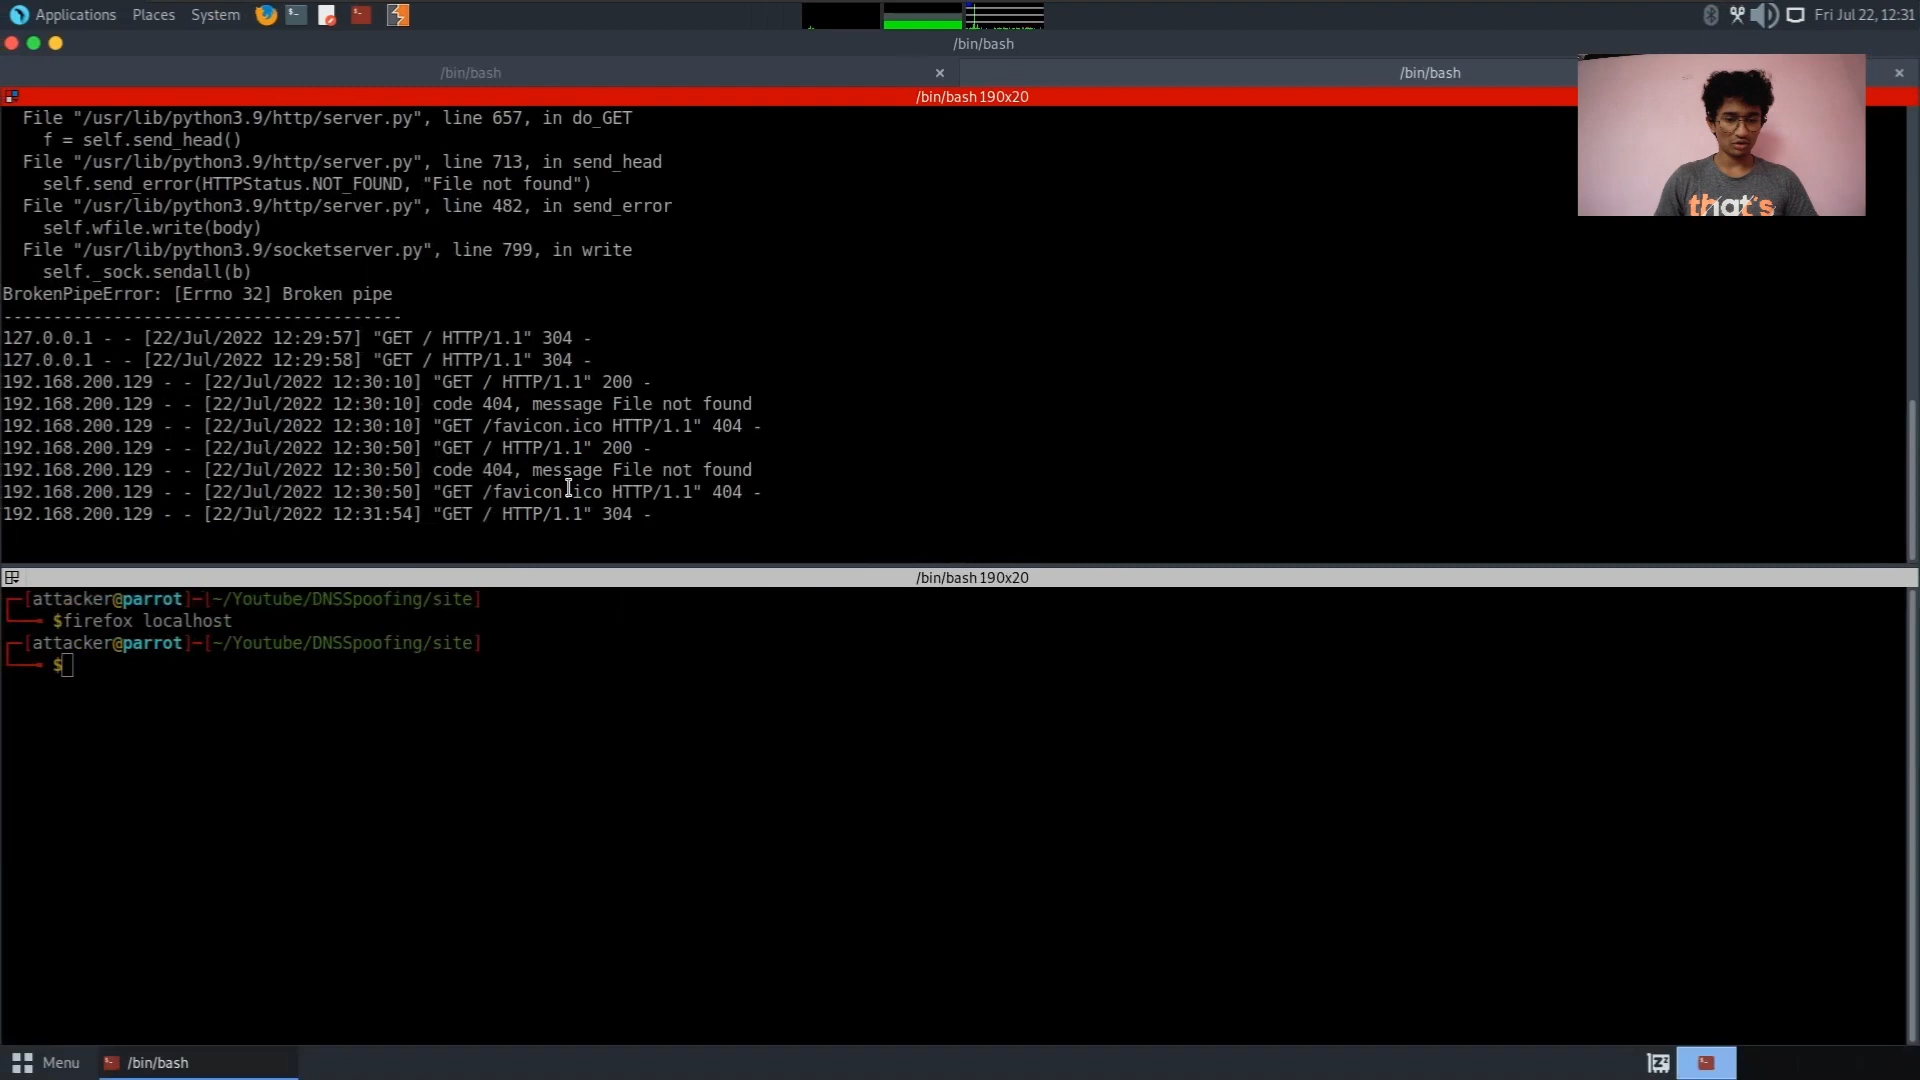 Applications Places System Fri Jul 22, 12:31
/bin/bash
/bin/bash × /bin/bash ×
/bin/bash 190x20
File "/usr/lib/python3.9/http/server.py", line 657, in do_GET
f = self.send_head()
File "/usr/lib/python3.9/http/server.py", line 713, in send_head
self.send_error(HTTPStatus.NOT_FOUND, "File not found")
File "/usr/lib/python3.9/http/server.py", line 482, in send_error
self.wfile.write(body)
File "/usr/lib/python3.9/socketserver.py", line 799, in write
self._sock.sendall(b)
BrokenPipeError: [Errno 32] Broken pipe
----------------------------------------
127.0.0.1 - - [22/Jul/2022 12:29:57] "GET / HTTP/1.1" 304 -
127.0.0.1 - - [22/Jul/2022 12:29:58] "GET / HTTP/1.1" 304 -
192.168.200.129 - - [22/Jul/2022 12:30:10] "GET / HTTP/1.1" 200 -
192.168.200.129 - - [22/Jul/2022 12:30:10] code 404, message File not found
192.168.200.129 - - [22/Jul/2022 12:30:10] "GET /favicon.ico HTTP/1.1" 404 -
192.168.200.129 - - [22/Jul/2022 12:30:50] "GET / HTTP/1.1" 200 -
192.168.200.129 - - [22/Jul/2022 12:30:50] code 404, message File not found
192.168.200.129 - - [22/Jul/2022 12:30:50] "GET /favicon.ico HTTP/1.1" 404 -
192.168.200.129 - - [22/Jul/2022 12:31:54] "GET / HTTP/1.1" 304 -
that's
/bin/bash 190x20
[attacker@parrot]-[~/Youtube/DNSSpoofing/site]
$firefox localhost
[attacker@parrot]-[~/Youtube/DNSSpoofing/site]
$
Menu /bin/bash